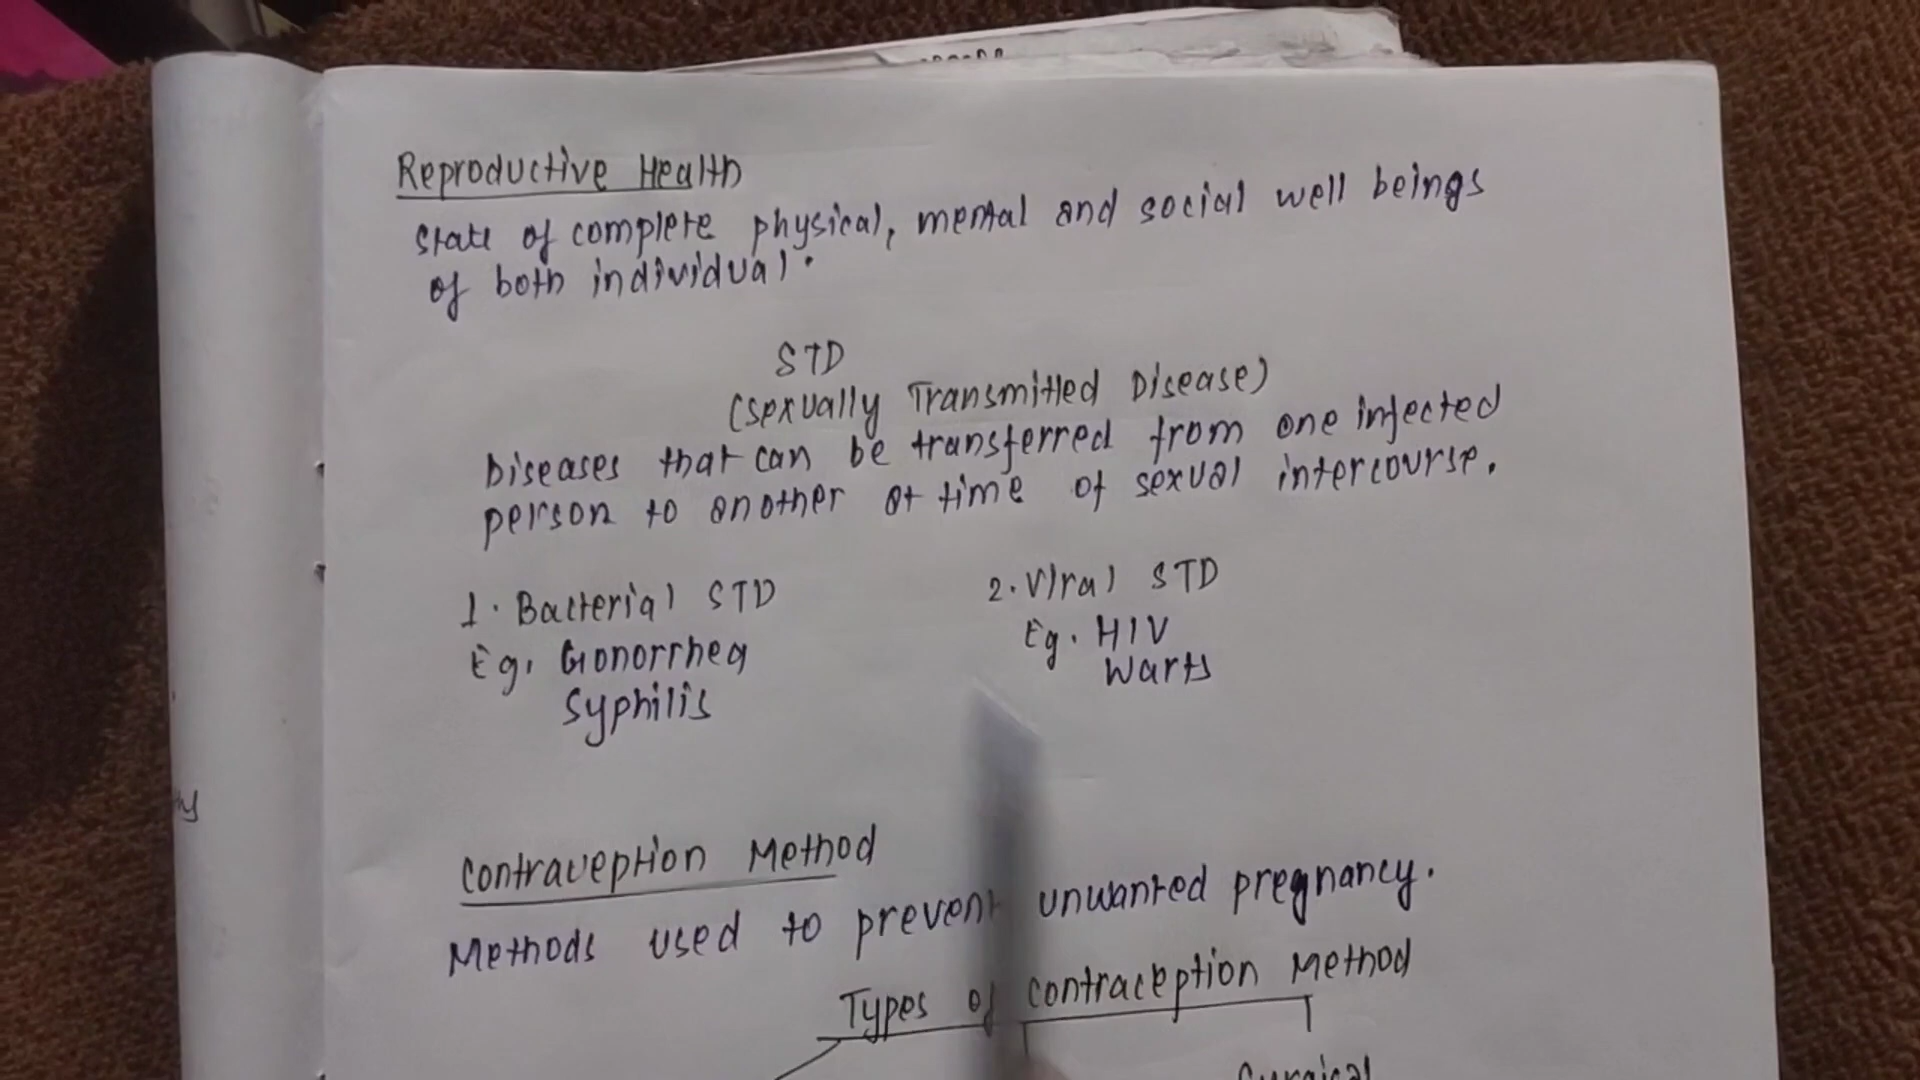 Reproductive Health
State of complete physical, mental and social well beings
of both individual.
STD
(sexually Transmitted Disease)
Diseases that can be transferred from one infected
person to another at time of sexual intercourse.
1. Bacterial STD
Eg. Gonorrhea
Syphilis
2. Viral STD
Eg. HIV
Warts
Contraception Method
Methods used to prevent unwanted pregnancy.
Types of contraception Method
Surgical